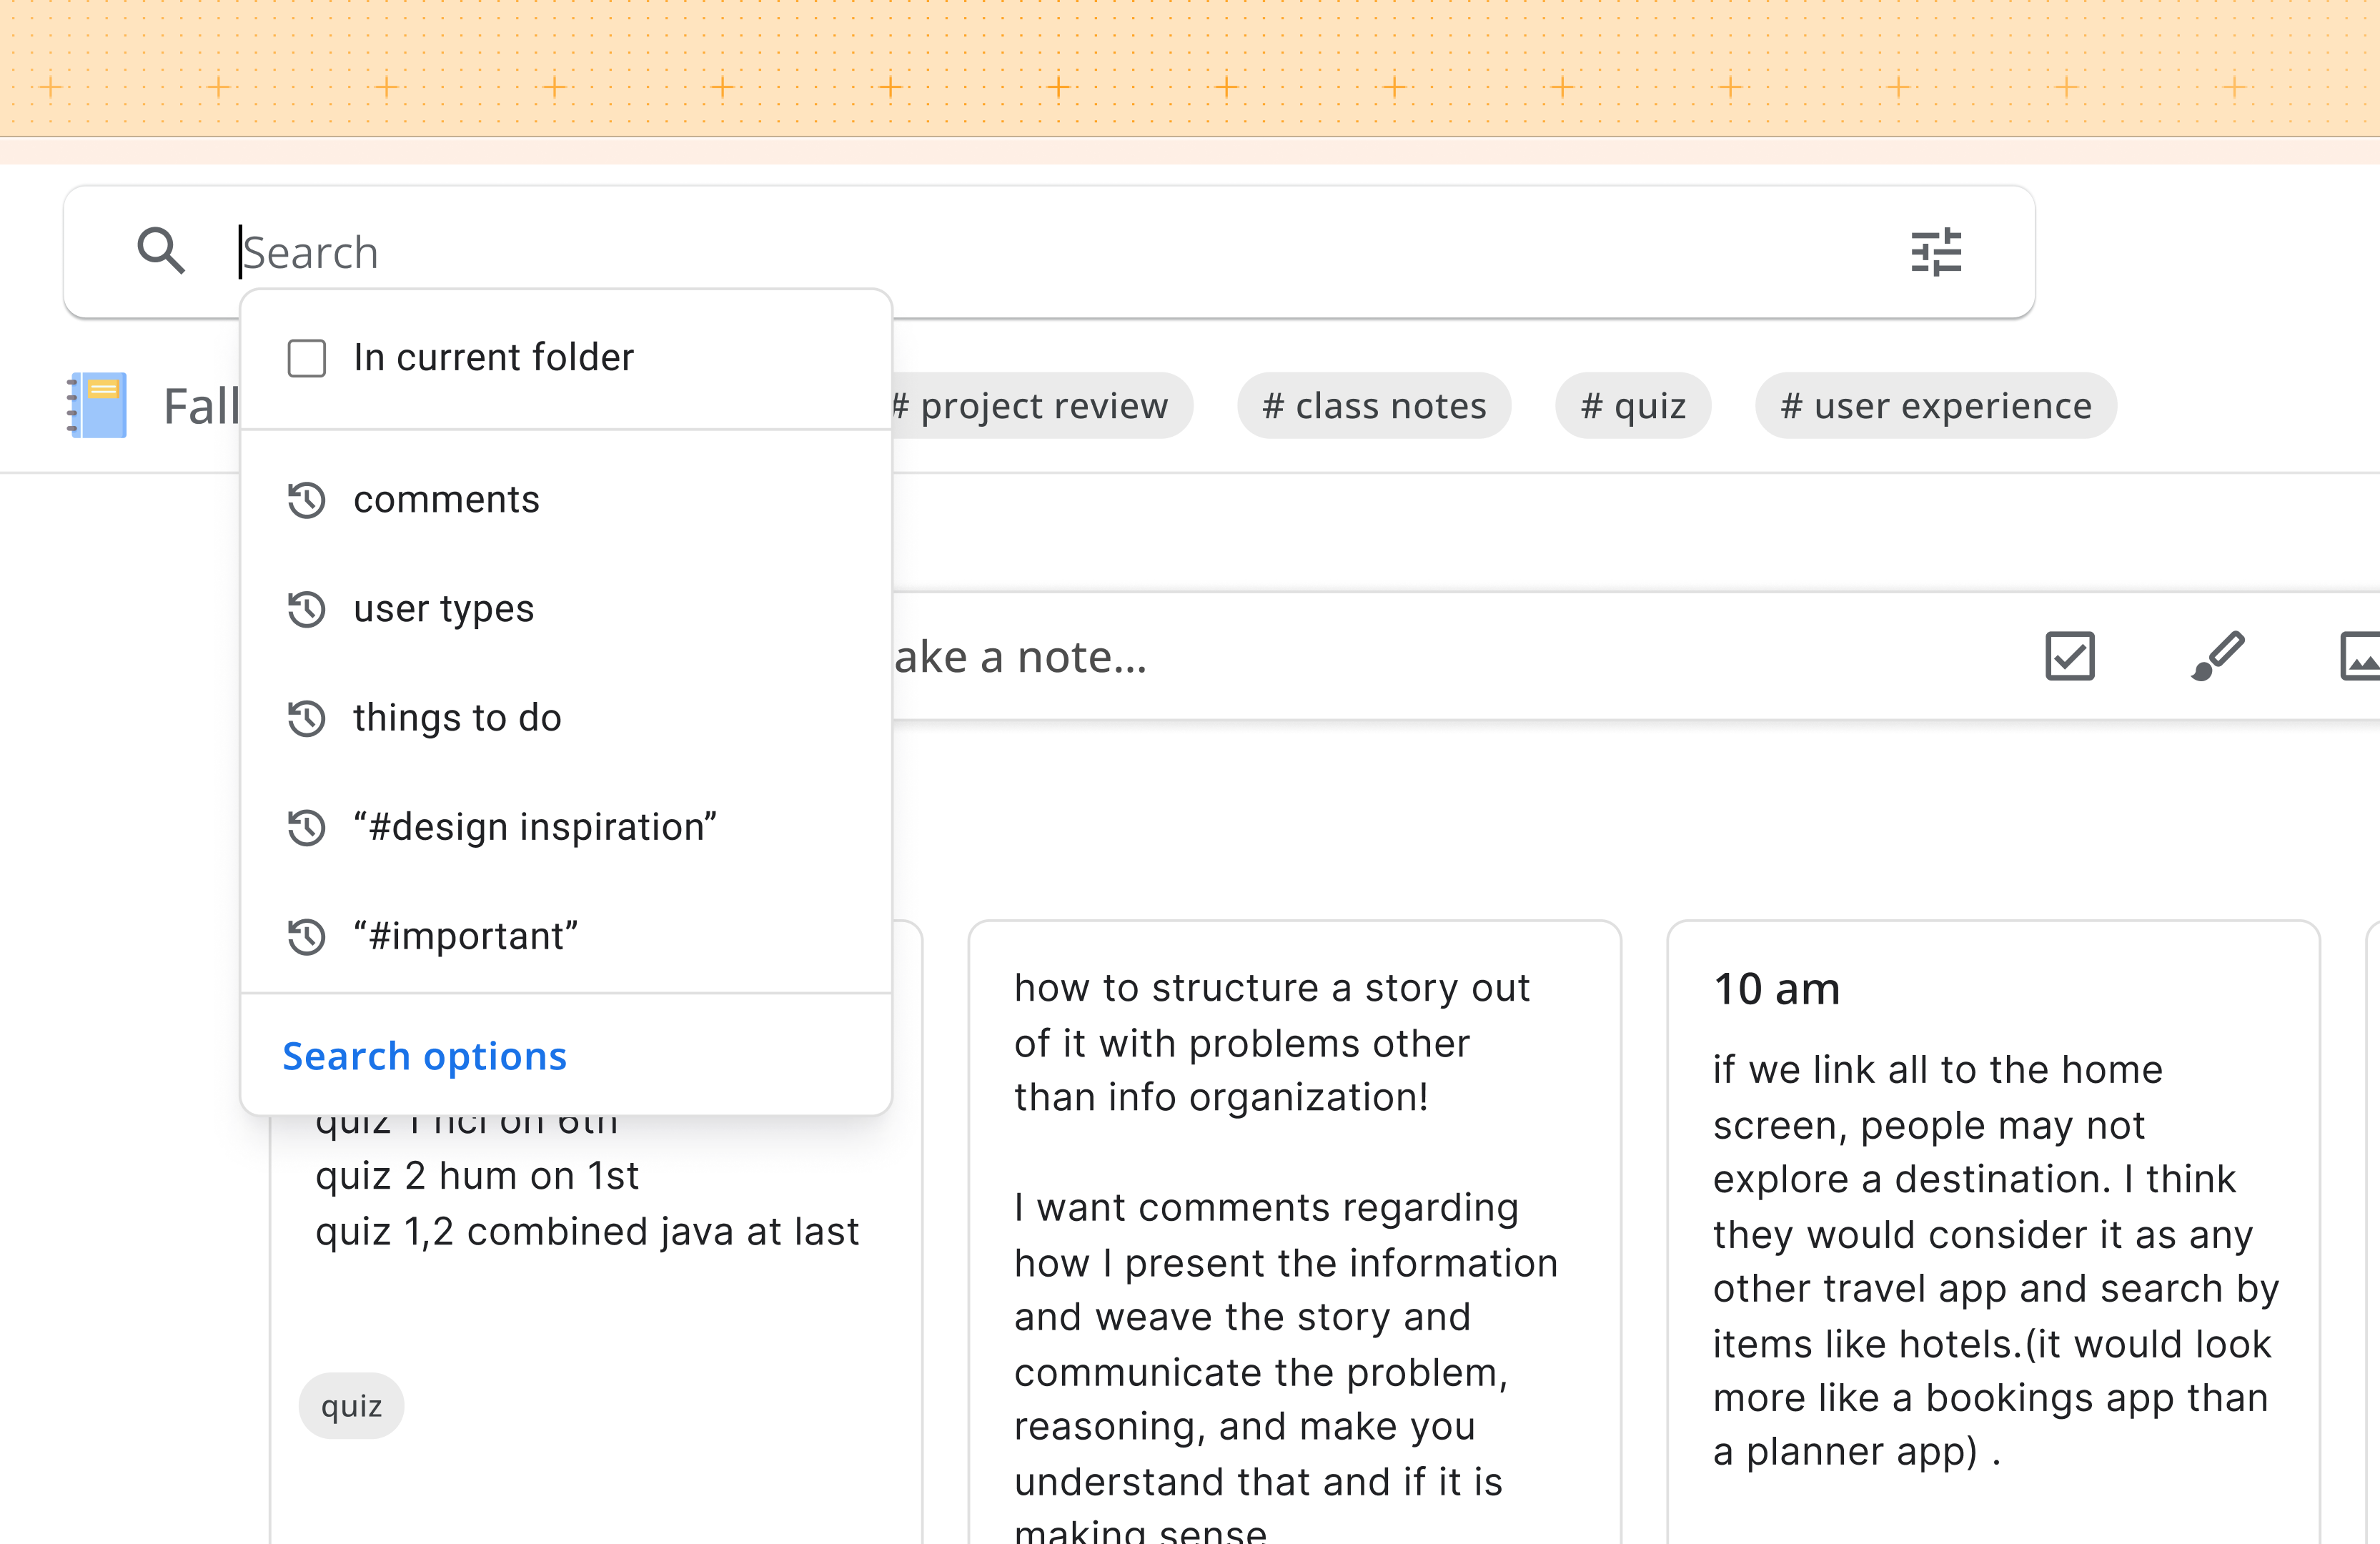 Search
In current folder
Fall
# project review
# class notes
# quiz
# user experience
comments
user types
things to do
“#design inspiration”
“#important”
Search options
ake a note...
quiz 1 hci on 6th
quiz 2 hum on 1st
quiz 1,2 combined java at last
quiz
how to structure a story out
of it with problems other
than info organization!
I want comments regarding
how I present the information
and weave the story and
communicate the problem,
reasoning, and make you
understand that and if it is
making sense
10 am
if we link all to the home
screen, people may not
explore a destination. I think
they would consider it as any
other travel app and search by
items like hotels.(it would look
more like a bookings app than
a planner app) .